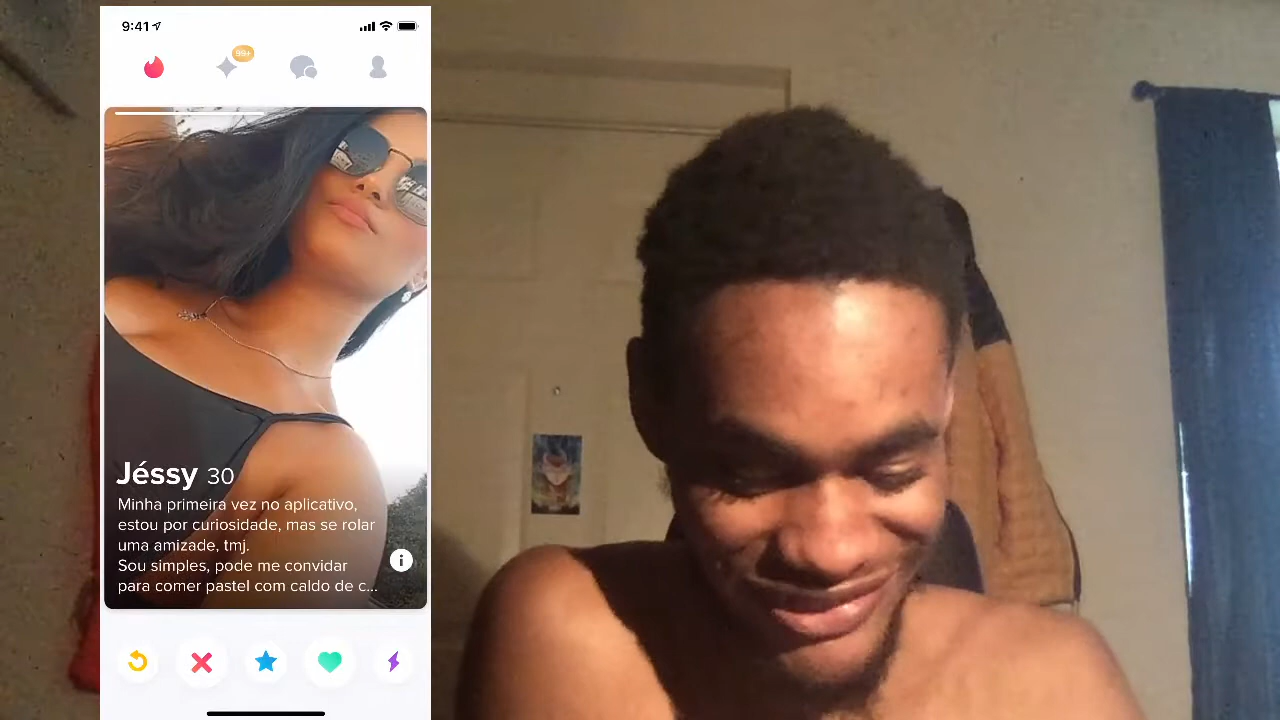 9:41
99+
Jéssy 30
Minha primeira vez no aplicativo,
estou por curiosidade, mas se rolar
uma amizade, tmj.
Sou simples, pode me convidar
para comer pastel com caldo de c...